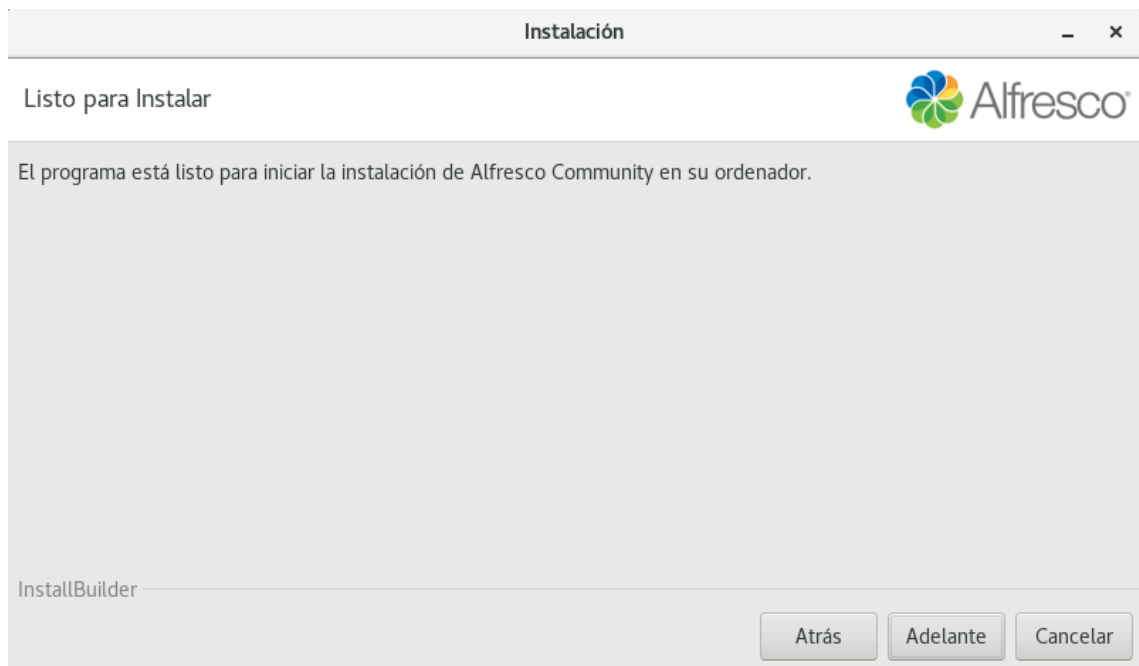 Instalación
Listo para Instalar
Alfresco
El programa está listo para iniciar la instalación de Alfresco Community en su ordenador.
InstallBuilder
Atrás Adelante Cancelar